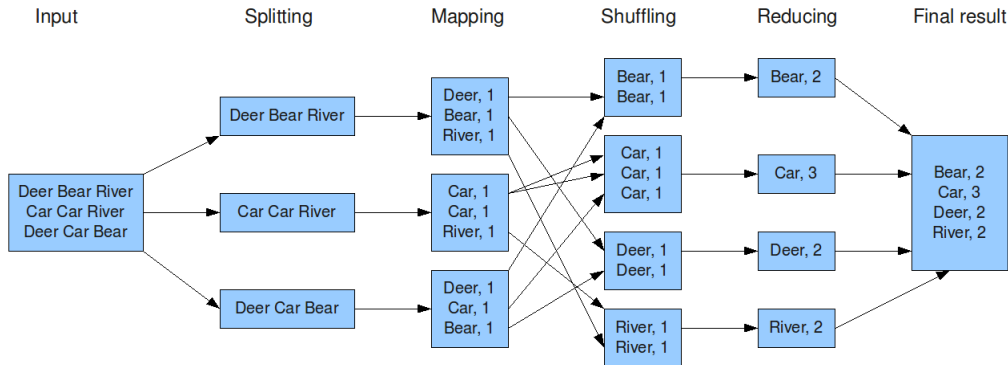 Input
Splitting
Mapping
Shuffling
Reducing
Final result
Deer Bear River
Car Car River
Deer Car Bear
Deer Bear River
Car Car River
Deer Car Bear
Deer, 1
Bear, 1
River, 1
Car, 1
Car, 1
River, 1
Deer, 1
Car, 1
Bear, 1
Bear, 1
Bear, 1
Car, 1
Car, 1
Car, 1
Deer, 1
Deer, 1
River, 1
River, 1
Bear, 2
Car, 3
Deer, 2
River, 2
Bear, 2
Car, 3
Deer, 2
River, 2